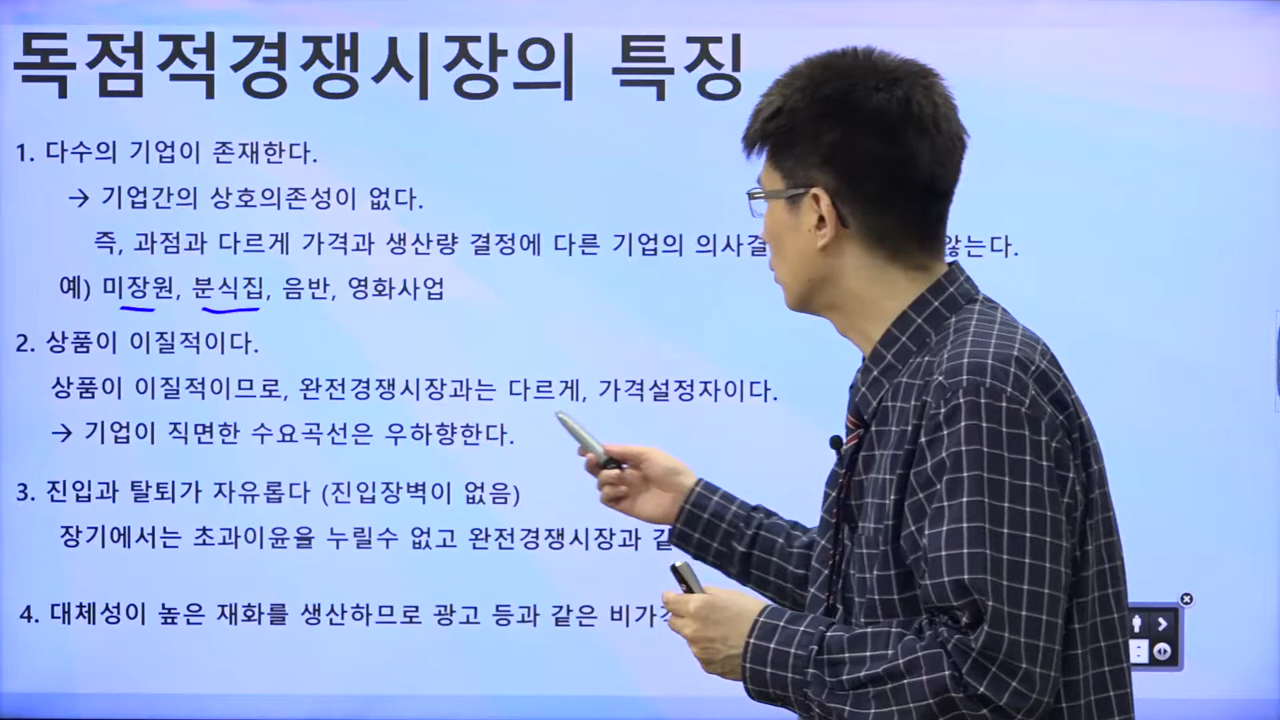 독점적경쟁시장의 특징
1. 다수의 기업이 존재한다.
→ 기업간의 상호의존성이 없다.
즉, 과점과 다르게 가격과 생산량 결정에 다른 기업의 않는다.
예) 미장원, 분식집, 음반, 영화사업
2. 상품이 이질적이다.
상품이 이질적이므로, 완전경쟁시장과는 다르게, 가격설정자이다.
→ 기업이 직면한 수요곡선은 우하향한다.
3. 진입과 탈퇴가 자유롭다 (진입장벽이 없음)
장기에서는 초과이윤을 누릴수 없고 완전경쟁시장과
4. 대체성이 높은 재화를 생산하므로 광고 등과 같은